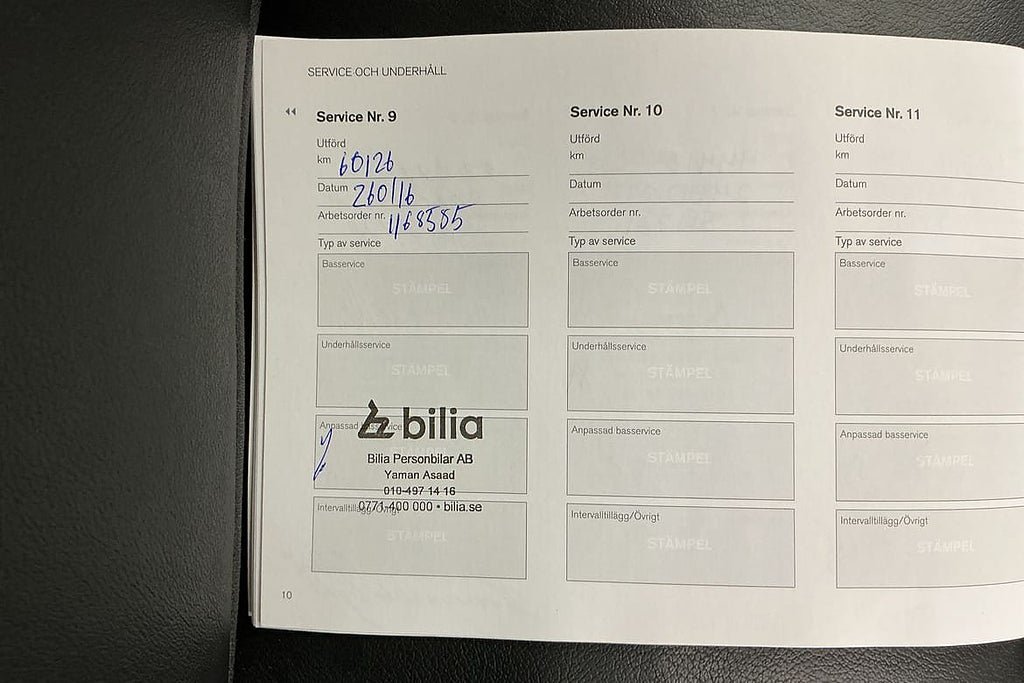 SERVICE OCH UNDERHÅLL
Service Nr. 9
Utförd
km 60126
Datum 260116
Arbetsorder nr. 1168585
Typ av service
Basservice
STÄMPEL
Underhållsservice
STÄMPEL
Anpassad basservice
bilia
Bilia Personbilar AB
Yaman Asaad
010-497 14 16
0771-400 000 • bilia.se
Intervalltillägg/Övrigt
STÄMPEL
10
Service Nr. 10
Utförd
km
Datum
Arbetsorder nr.
Typ av service
Basservice
STÄMPEL
Underhållsservice
STÄMPEL
Anpassad basservice
STÄMPEL
Intervalltillägg/Övrigt
STÄMPEL
Service Nr. 11
Utförd
km
Datum
Arbetsorder nr.
Typ av service
Basservice
STÄMPEL
Underhållsservice
STÄMPEL
Anpassad basservice
STÄMPEL
Intervalltillägg/Övrigt
STÄMPEL